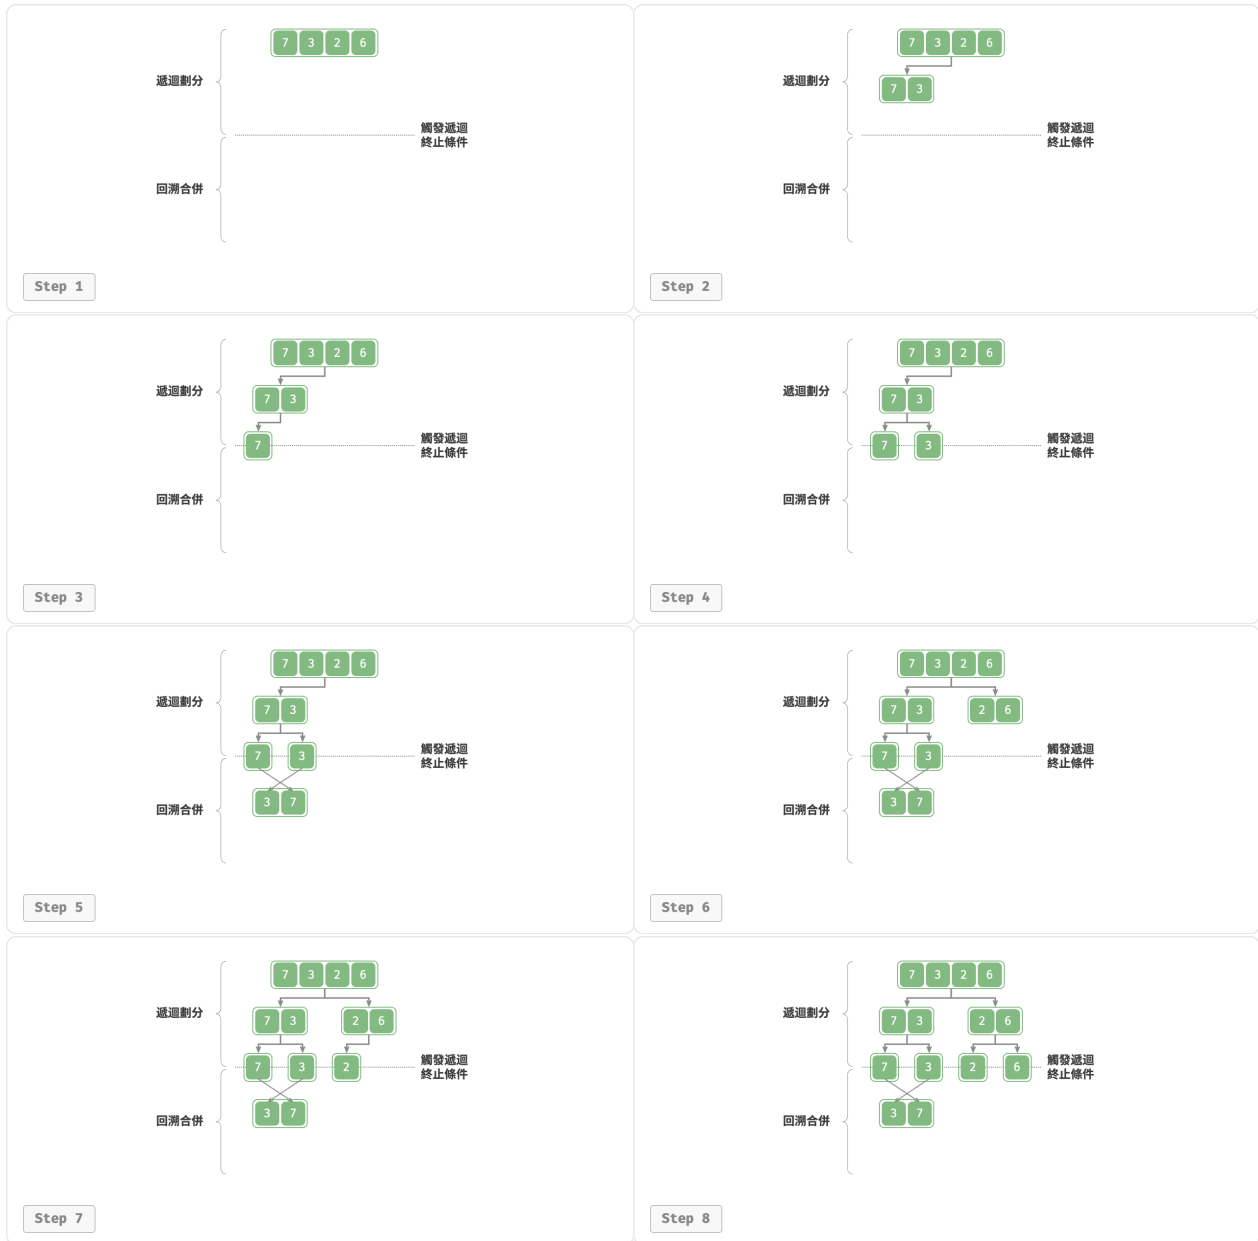 7 3 2 6
遞迴劃分
觸發遞迴
終止條件
回溯合併
Step 1
7 3 2 6
7 3
遞迴劃分
觸發遞迴
終止條件
回溯合併
Step 2
7 3 2 6
遞迴劃分
7 3
7
觸發遞迴
終止條件
回溯合併
Step 3
7 3 2 6
遞迴劃分
7 3
7 3
觸發遞迴
終止條件
回溯合併
Step 4
7 3 2 6
遞迴劃分
7 3
7 3
觸發遞迴
終止條件
3 7
回溯合併
Step 5
7 3 2 6
遞迴劃分
7 3 2 6
7 3
觸發遞迴
終止條件
3 7
回溯合併
Step 6
7 3 2 6
遞迴劃分
7 3 2 6
7 3 2
觸發遞迴
終止條件
3 7
回溯合併
Step 7
7 3 2 6
遞迴劃分
7 3 2 6
7 3 2 6
觸發遞迴
終止條件
3 7
回溯合併
Step 8